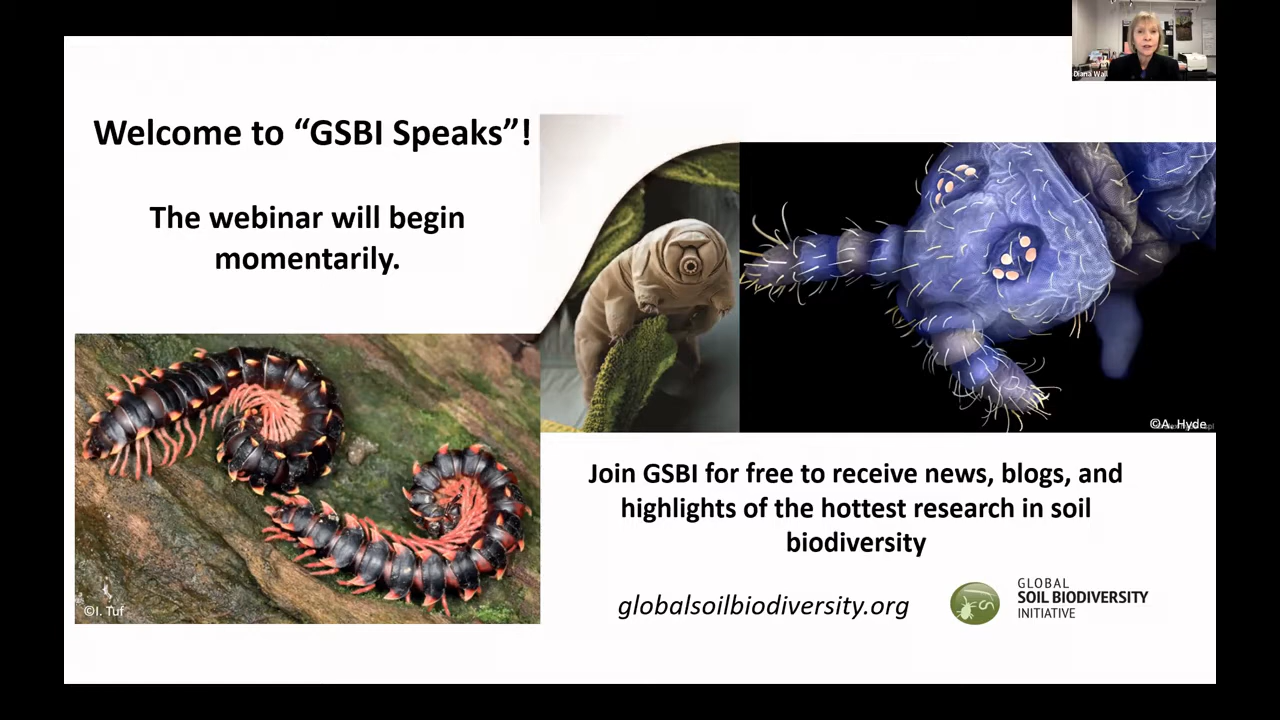 Diana Wall
Welcome to “GSBI Speaks”!
The webinar will begin
momentarily.
©A. Hyde
©I. Tuf
Join GSBI for free to receive news, blogs, and
highlights of the hottest research in soil
biodiversity
globalsoilbiodiversity.org
GLOBAL
SOIL BIODIVERSITY
INITIATIVE